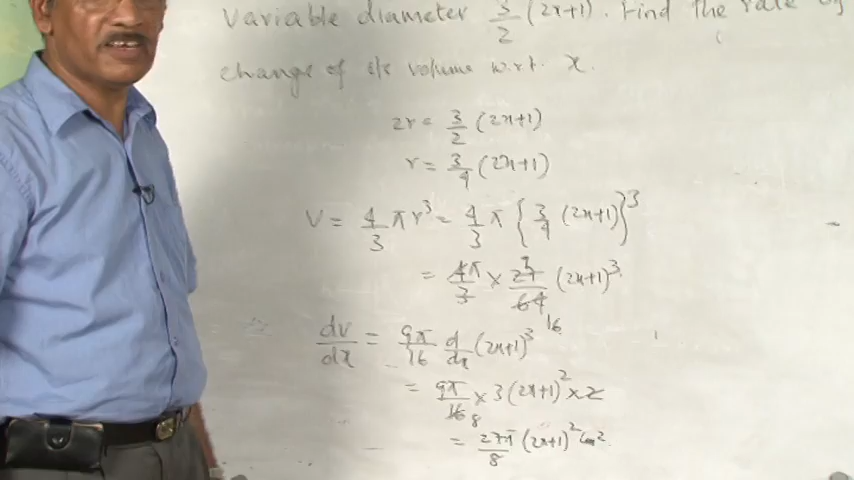 variable diameter 3/2 (2x+1). Find the rate of
change of its volume w.r.t. x.
2r = 3/2 (2x+1)
r = 3/4 (2x+1)
V = 4/3 πr³ = 4/3 π {3/4 (2x+1)}³
= 4π/3 × 27/64 (2x+1)³
16
dv/dx = 9π/16 d/dx (2x+1)³
= 9π/16 × 3(2x+1)² × 2
8
= 27π/8 (2x+1)²